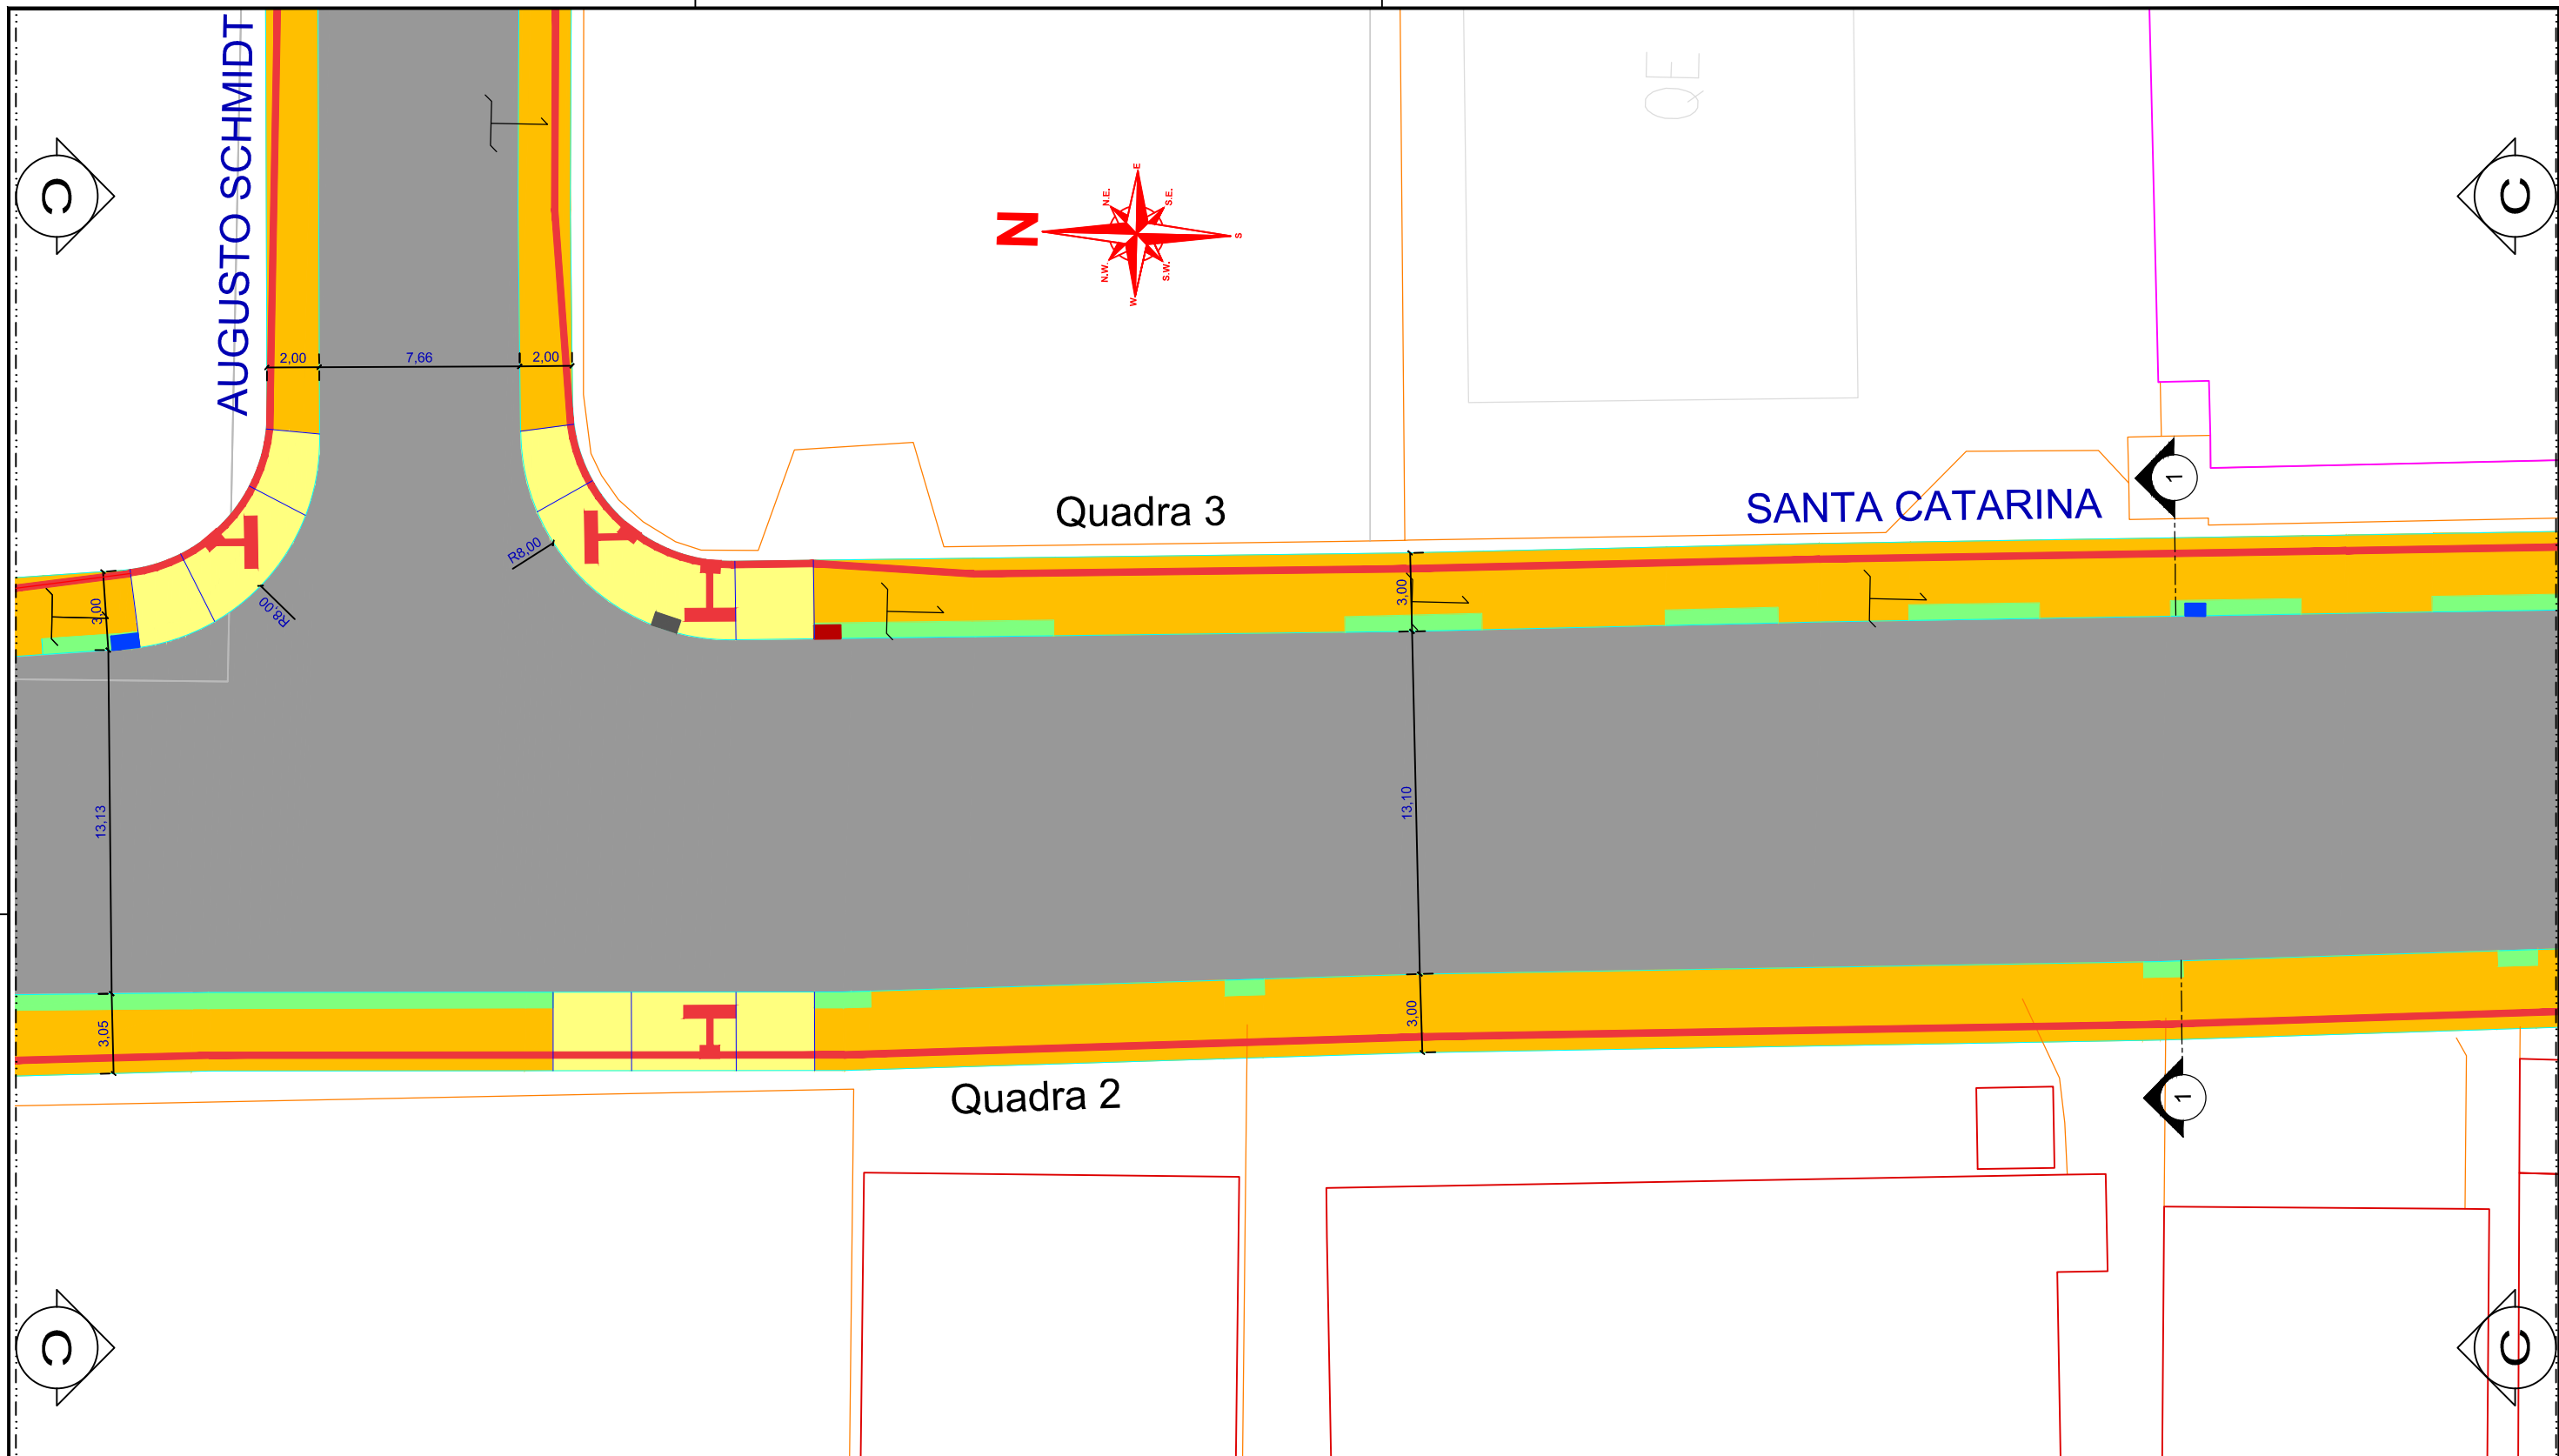 AUGUSTO SCHMIDT
QE
C
C
E
N.E.
S.E.
N
S
N.W.
S.W.
W
2,00
7,66
2,00
1
Quadra 3
SANTA CATARINA
R8,00
R8,00
3,00
3,00
13,13
13,10
3,05
3,00
Quadra 2
1
C
C